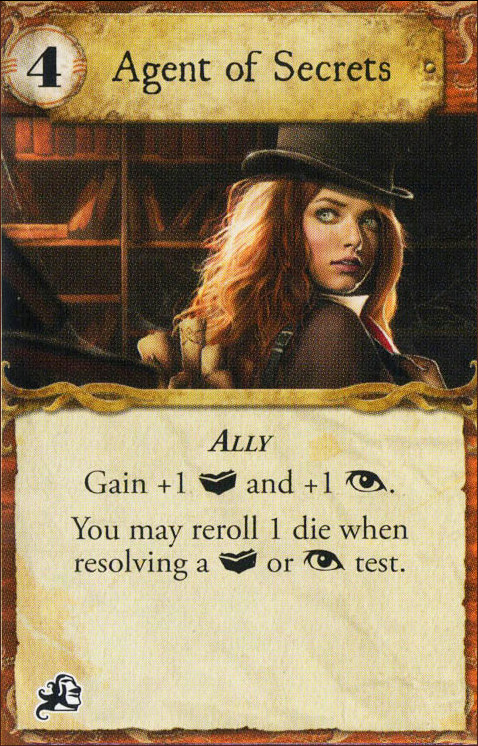 4
Agent of Secrets
ALLY
Gain +1 and +1 .
You may reroll 1 die when
resolving a or test.